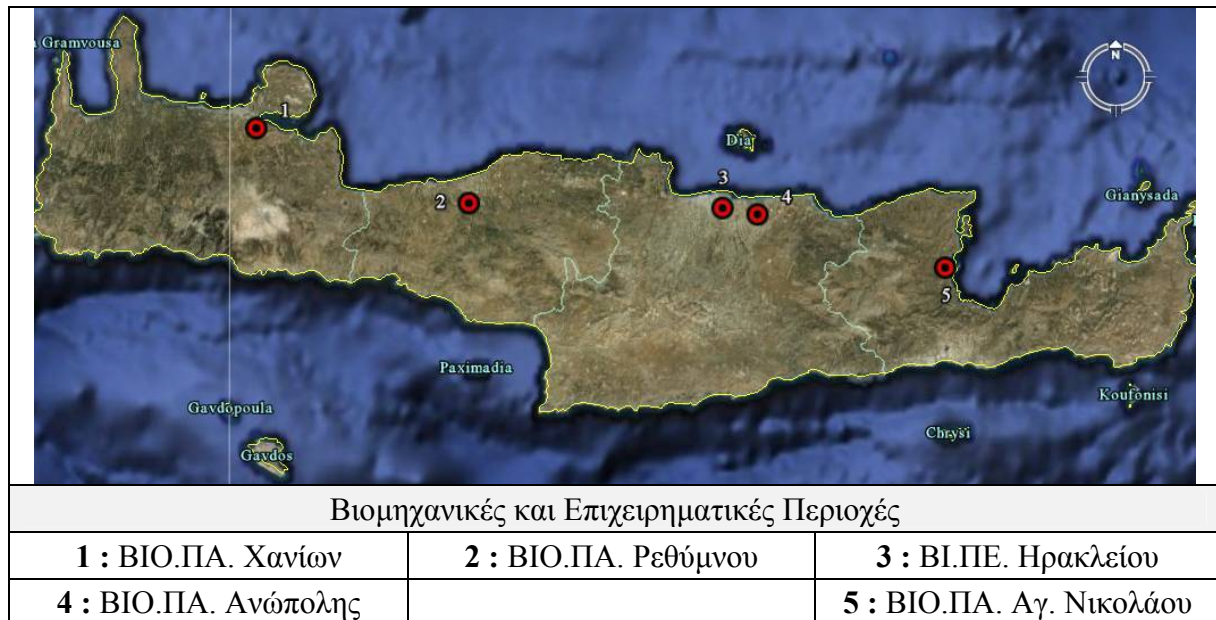 Gramvousa
N
1
Dia
3
2
4
Gianysada
5
Paximadia
Gavdopoula
Koufonisi
Chrysi
Gavdos
Βιομηχανικές και Επιχειρηματικές Περιοχές
1 : ΒΙΟ.ΠΑ. Χανίων 2 : ΒΙΟ.ΠΑ. Ρεθύμνου 3 : ΒΙ.ΠΕ. Ηρακλείου
4 : ΒΙΟ.ΠΑ. Ανώπολης 5 : ΒΙΟ.ΠΑ. Αγ. Νικολάου